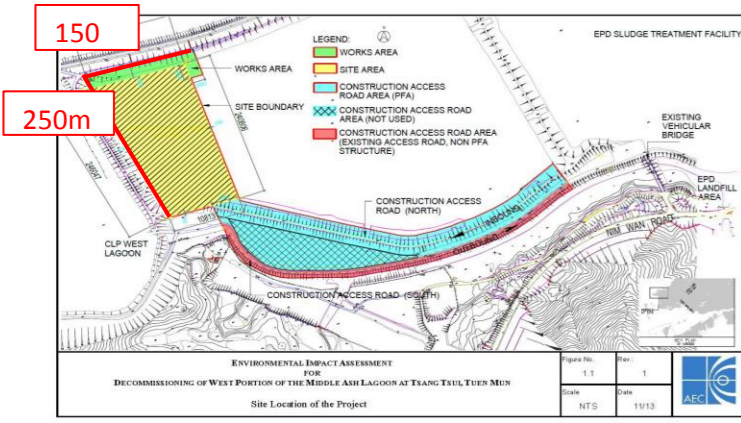 150
250m
LEGEND:
WORKS AREA
SITE AREA
CONSTRUCTION ACCESS
ROAD AREA (PFA)
CONSTRUCTION ACCESS ROAD
AREA (NOT USED)
CONSTRUCTION ACCESS ROAD AREA
(EXISTING ACCESS ROAD, NON PFA
STRUCTURE)
EPD SLUDGE TREATMENT FACILITY
WORKS AREA
SITE BOUNDARY
EXISTING
VEHICULAR
BRIDGE
EPD
LANDFILL
AREA
CONSTRUCTION ACCESS
ROAD (NORTH)
INBOUND
OUTBOUND
NIM WAN ROAD
CLP WEST
LAGOON
CONSTRUCTION ACCESS ROAD (SOUTH)
KEY PLAN
ENVIRONMENTAL IMPACT ASSESSMENT
FOR
DECOMMISSIONING OF WEST PORTION OF THE MIDDLE ASH LAGOON AT TSANG TSUI, TUEN MUN
Site Location of the Project
Figure No.
1.1
Rev.:
1
Scale
NTS
Date
11/13
AEC